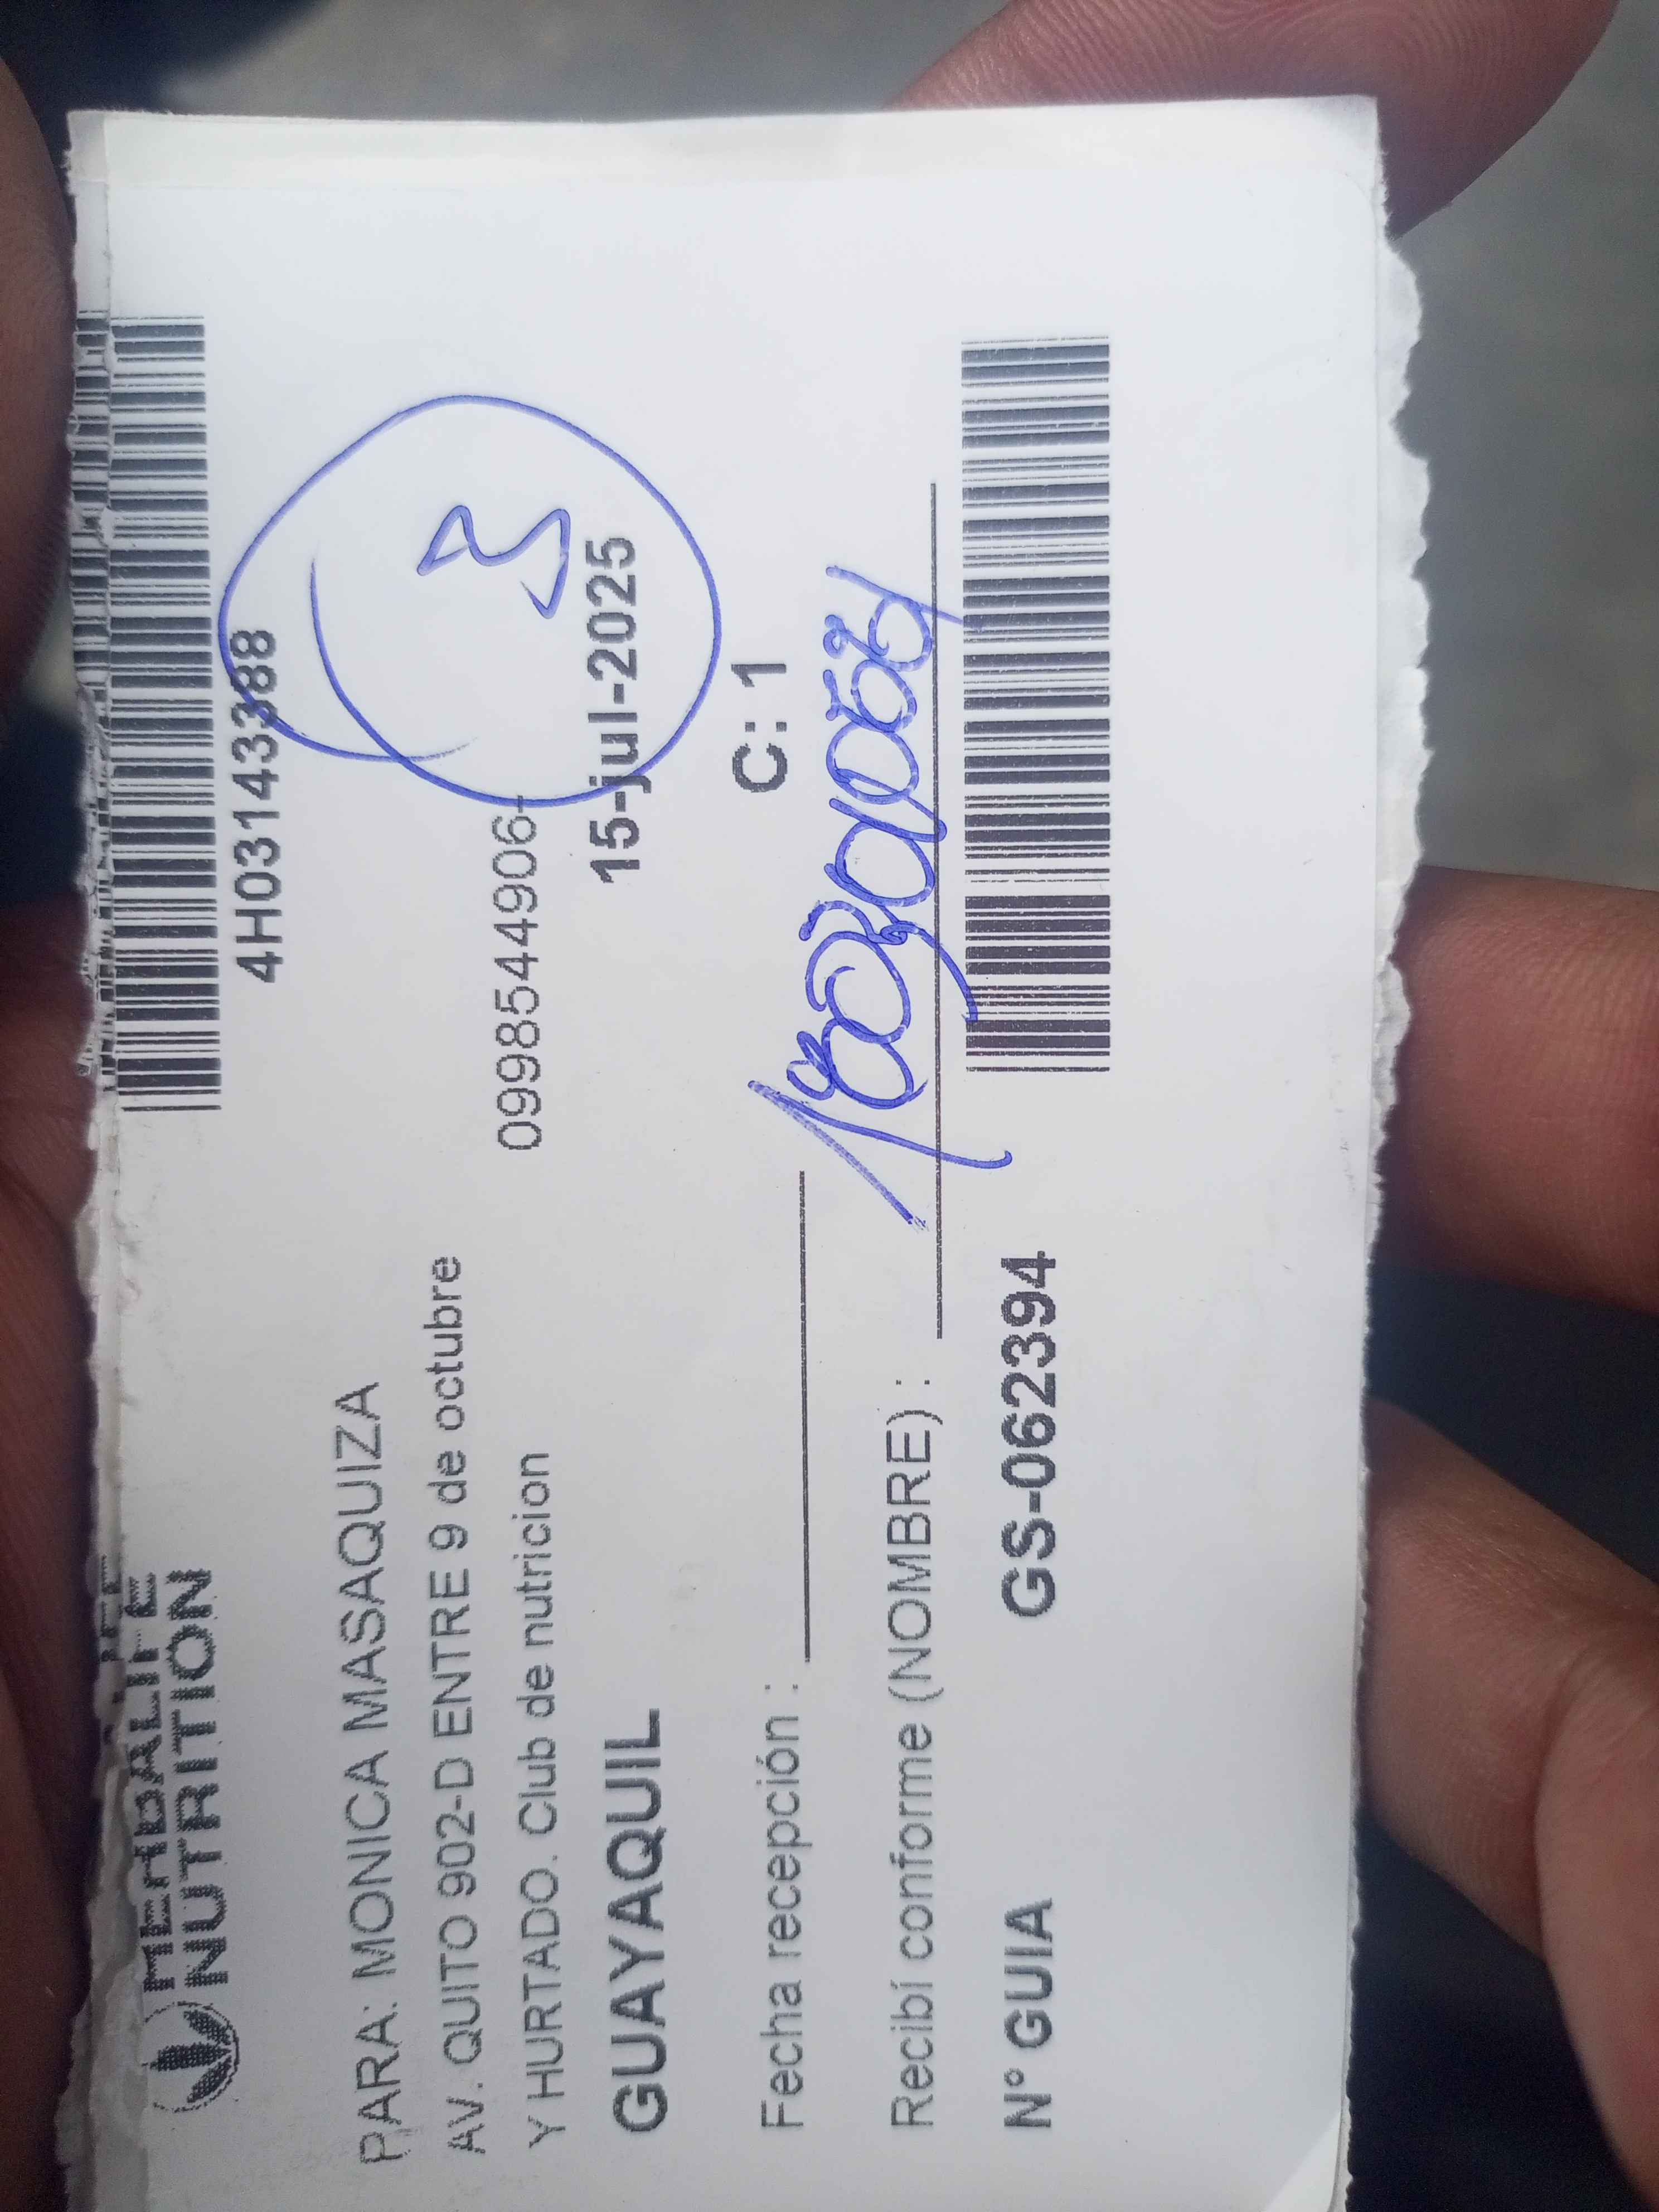 HERBALIFE
NUTRITION
4H03143388
PARA: MONICA MASAQUIZA
AV. QUITO 902-D ENTRE 9 de octubre
Y HURTADO. Club de nutricion
0998544906-
3
GUAYAQUIL
15-jul-2025
Fecha recepción :
C: 1
Recibí conforme (NOMBRE) :
N° GUIA
GS-062394